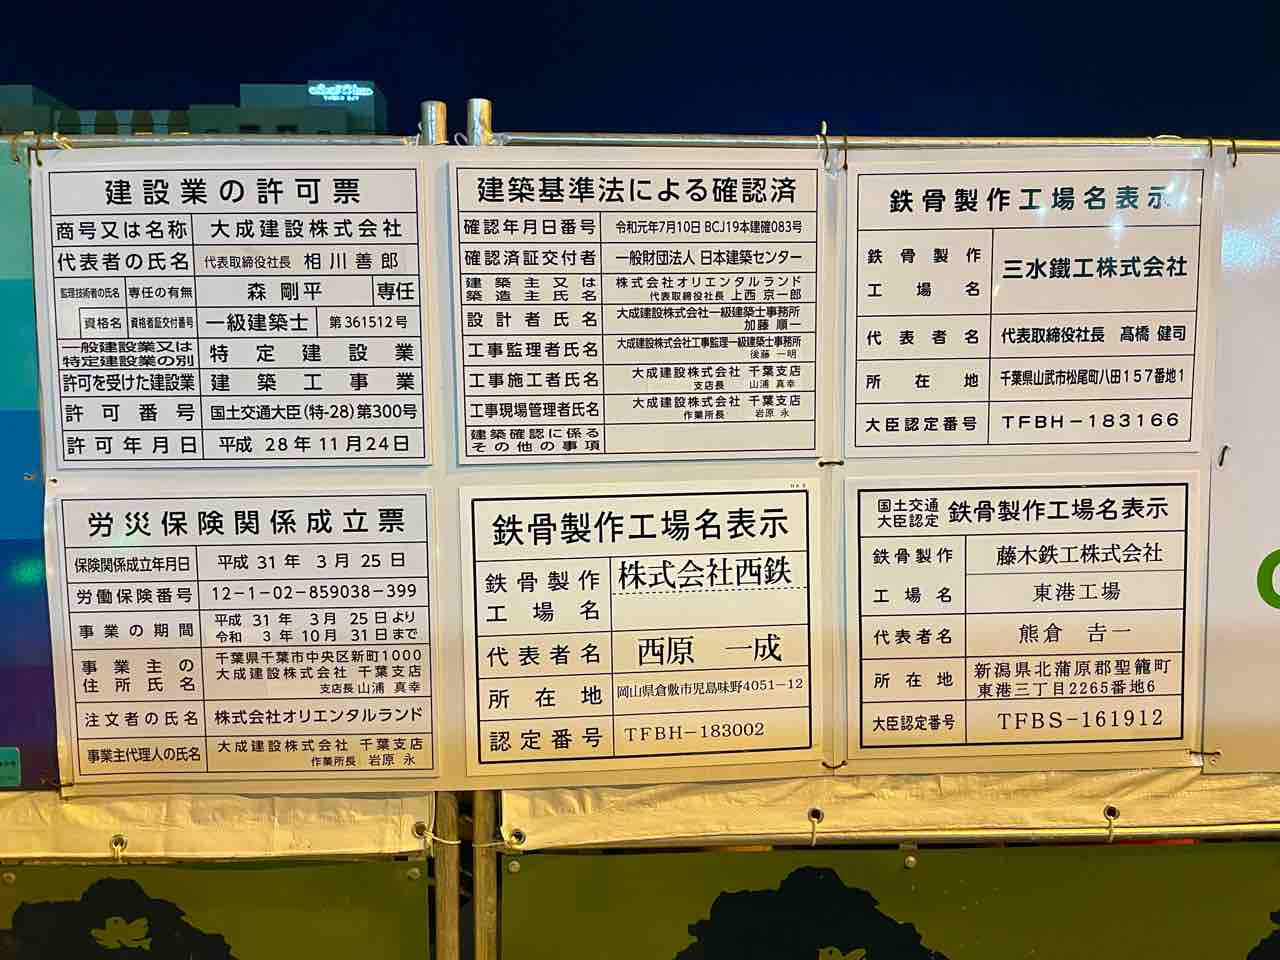 建設業の許可票
商号又は名称 大成建設株式会社
代表者の氏名 代表取締役社長 相川善郎
監理技術者の氏名 専任の有無 森 剛平 専任
資格名 資格者証交付番号 一級建築士 第361512号
一般建設業又は
特定建設業の別 特定建設業
許可を受けた建設業 建築工事業
許可番号 国土交通大臣(特-28)第300号
許可年月日 平成 28年11月24日
建築基準法による確認済
確認年月日番号 令和元年7月10日 BCJ19本建確083号
確認済証交付者 一般財団法人 日本建築センター
建築主又は
築造主氏名 株式会社オリエンタルランド
代表取締役社長 上西 京一郎
設計者氏名 大成建設株式会社一級建築士事務所
加藤 順一
工事監理者氏名 大成建設株式会社工事監理一級建築士事務所
後藤 一明
工事施工者氏名 大成建設株式会社 千葉支店
支店長 山浦 真幸
工事現場管理者氏名 大成建設株式会社 千葉支店
作業所長 岩原 永
建築確認に係る
その他の事項
鉄骨製作工場名表示
鉄骨製作
工場名 三水鐵工株式会社
代表者名 代表取締役社長 髙橋 健司
所在地 千葉県山武市松尾町八田157番地1
大臣認定番号 TFBH-183166
労災保険関係成立票
保険関係成立年月日 平成 31年 3月 25日
労働保険番号 12-1-02-859038-399
事業の期間 平成 31年 3月 25日より
令和 3年10月 31日まで
事業主の
住所氏名 千葉県千葉市中央区新町1000
大成建設株式会社 千葉支店
支店長 山浦 真幸
注文者の氏名 株式会社オリエンタルランド
事業主代理人の氏名 大成建設株式会社 千葉支店
作業所長 岩原 永
鉄骨製作工場名表示
鉄骨製作
工場名 株式会社西鉄
代表者名 西原 一成
所在地 岡山県倉敷市児島味野4051-12
認定番号 TFBH-183002
国土交通
大臣認定 鉄骨製作工場名表示
鉄骨製作
工場名 藤木鉄工株式会社
東港工場
代表者名 熊倉 吉一
所在地 新潟県北蒲原郡聖籠町
東港三丁目2265番地6
大臣認定番号 TFBS-161912